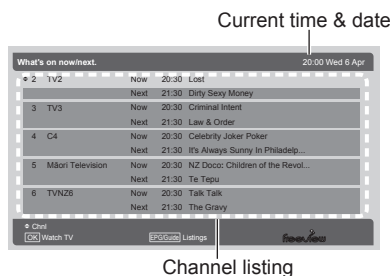 Current time & date
What's on now/next. 20:00 Wed 6 Apr
2 TV2 Now 20:30 Lost
Next 21:30 Dirty Sexy Money
3 TV3 Now 20:30 Criminal Intent
Next 21:30 Law & Order
4 C4 Now 20:30 Celebrity Joker Poker
Next 21:30 It's Always Sunny In Philadelp...
5 Māori Television Now 20:30 NZ Doco: Children of the Revol...
Next 21:30 Te Tepu
6 TVNZ6 Now 20:30 Talk Talk
Next 21:30 The Gravy
Chnl
OK Watch TV EPG/Guide Listings freeview
Channel listing